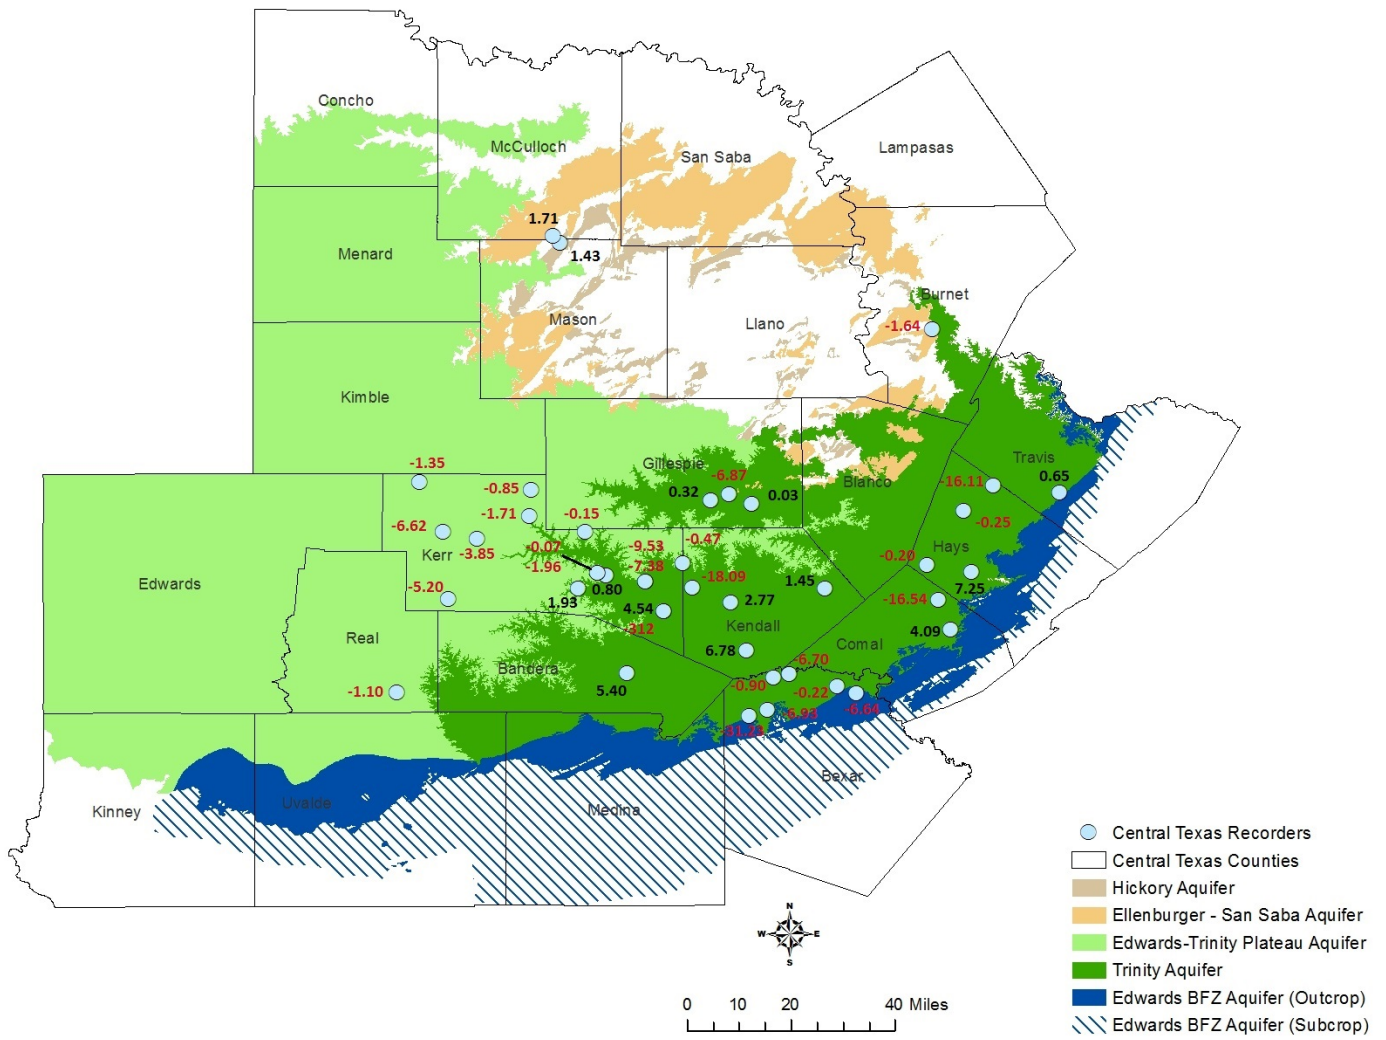 Concho
McCulloch
San Saba
Lampasas
1.71
1.43
Menard
Burnet
Mason
Llano
-1.64
Kimble
Gillespie
Travis
-1.35
-0.85
-6.87
0.32
0.03
Blanco
-16.11
0.65
-1.71
-0.15
-0.25
-6.62
Kerr
-3.85
-0.07
-1.96
-9.53
-7.38
-0.47
Hays
-0.20
Edwards
-5.20
1.93
0.80
-18.09
1.45
7.25
4.54
2.77
-16.54
-312
Kendall
4.09
Real
6.78
Comal
Bandera
-6.70
-1.10
5.40
-0.90
-0.22
-6.64
-6.93
-31.23
Bexar
Kinney
Uvalde
Medina
Central Texas Recorders
Central Texas Counties
Hickory Aquifer
Ellenburger - San Saba Aquifer
Edwards-Trinity Plateau Aquifer
Trinity Aquifer
Edwards BFZ Aquifer (Outcrop)
Edwards BFZ Aquifer (Subcrop)
N
W E
S
0 10 20 40 Miles